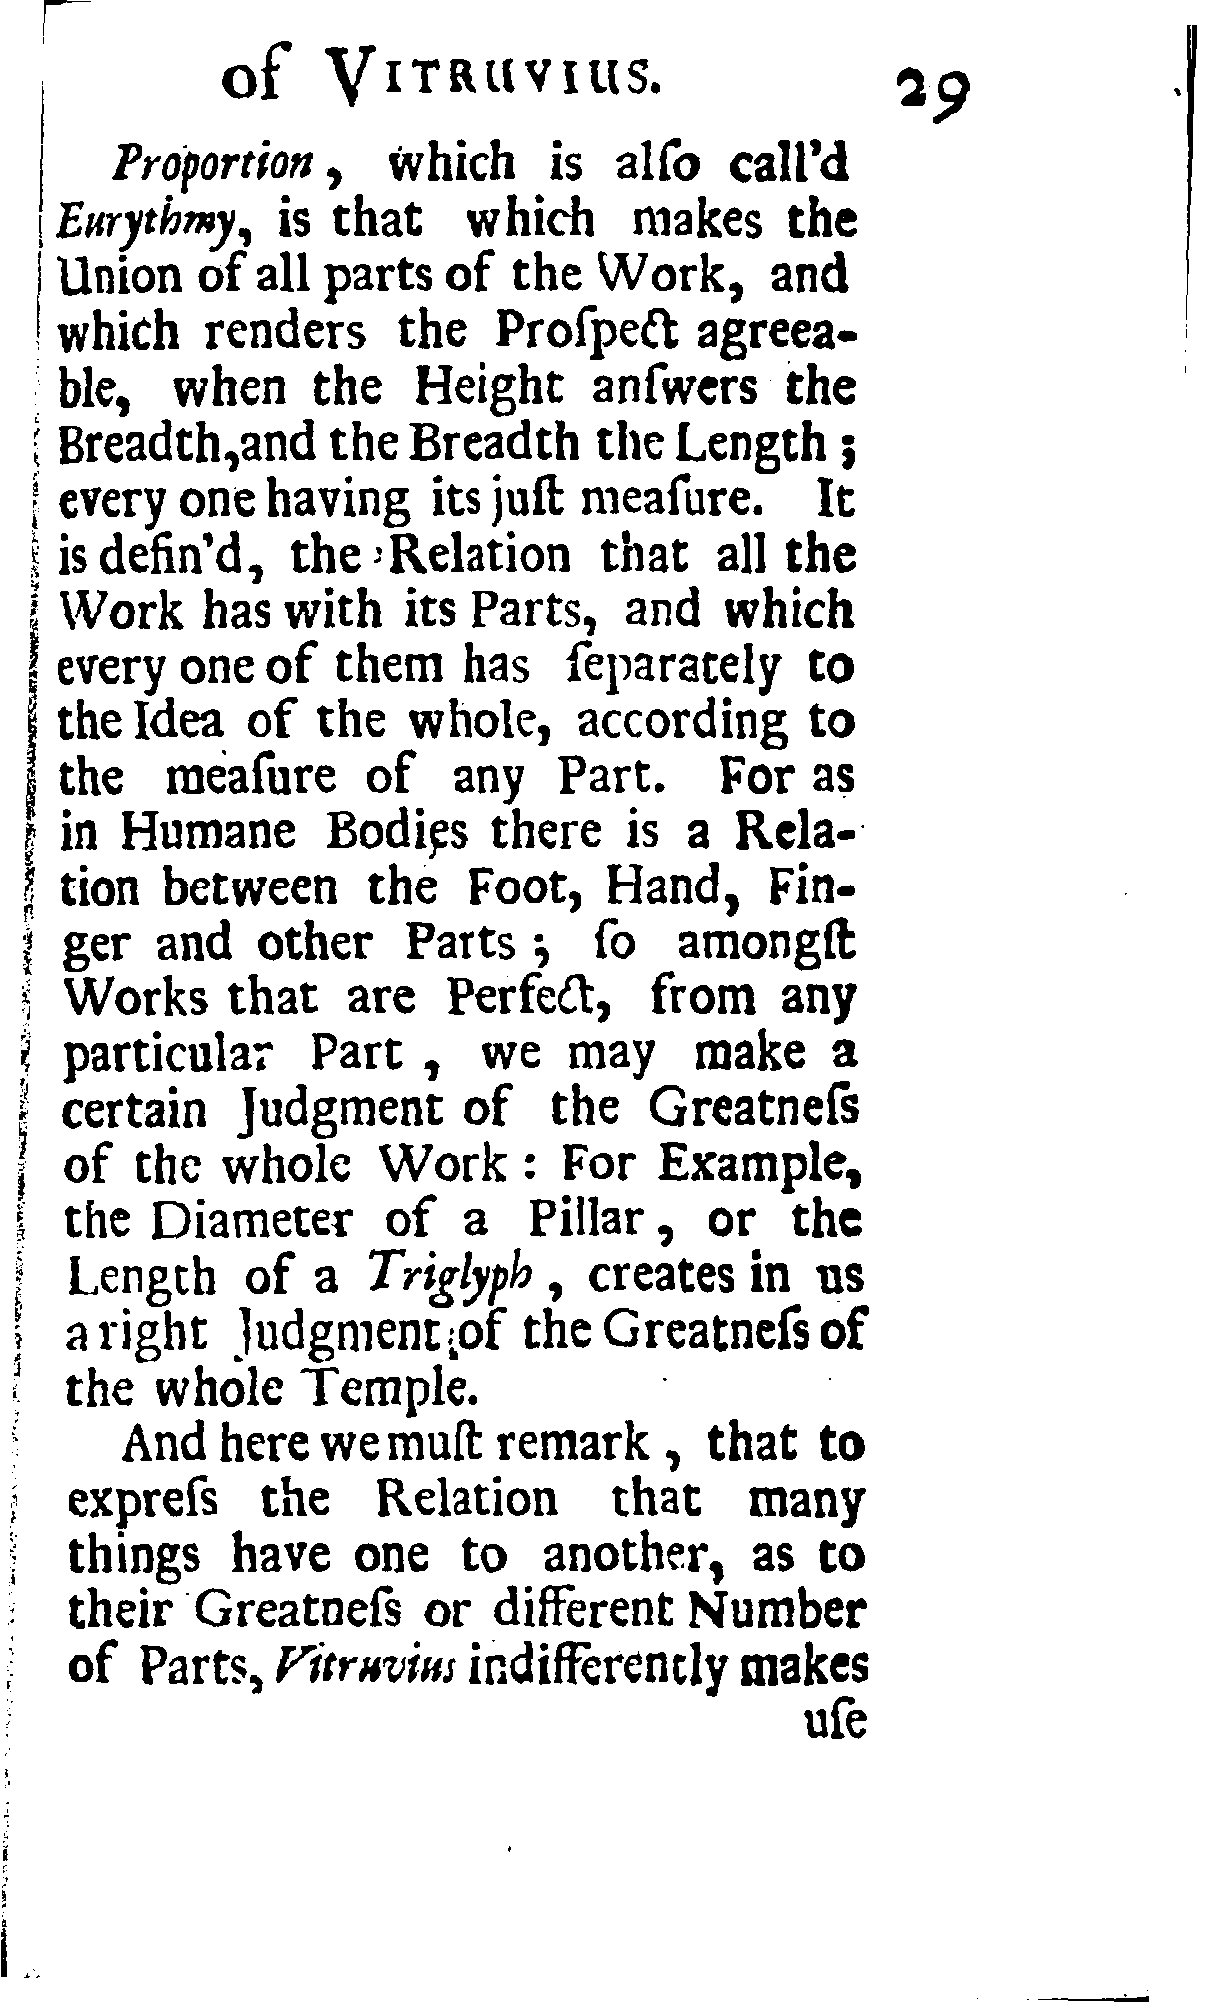 of VITRUVIUS. 29
Proportion, which is alſo call'd
Eurythmy, is that which makes the
Union of all parts of the Work, and
which renders the Proſpect agreea-
ble, when the Height anſwers the
Breadth, and the Breadth the Length;
every one having its juſt meaſure. It
is defin'd, the Relation that all the
Work has with its Parts, and which
every one of them has ſeparately to
the Idea of the whole, according to
the meaſure of any Part. For as
in Humane Bodies there is a Rela-
tion between the Foot, Hand, Fin-
ger and other Parts; ſo amongſt
Works that are Perfect, from any
particular Part, we may make a
certain Judgment of the Greatneſs
of the whole Work: For Example,
the Diameter of a Pillar, or the
Length of a Triglyph, creates in us
a right Judgment of the Greatneſs of
the whole Temple.
And here we muſt remark, that to
expreſs the Relation that many
things have one to another, as to
their Greatneſs or different Number
of Parts, Vitruvius indifferently makes
uſe